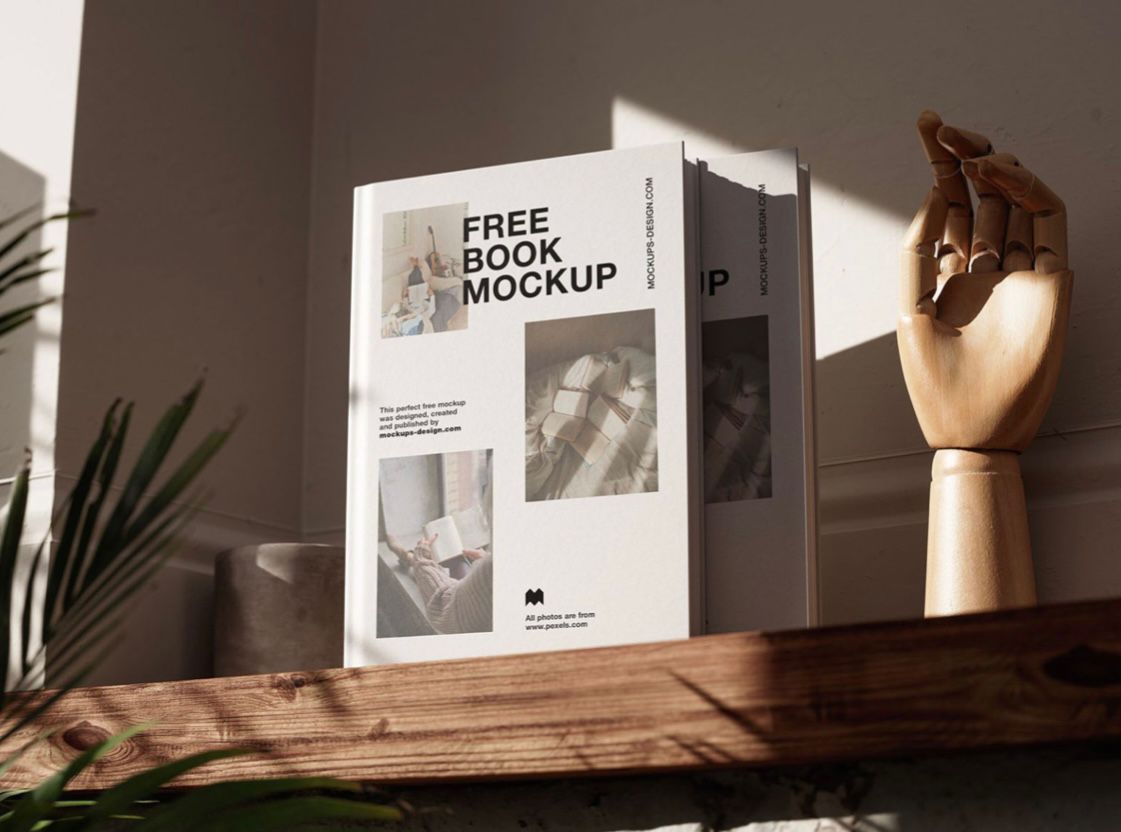 FREE
BOOK
MOCKUP
MOCKUPS-DESIGN.COM
This perfect free mockup
was designed, created
and published by
mockups-design.com
All photos are from
www.pexels.com
UP
MOCKUPS-DESIGN.COM